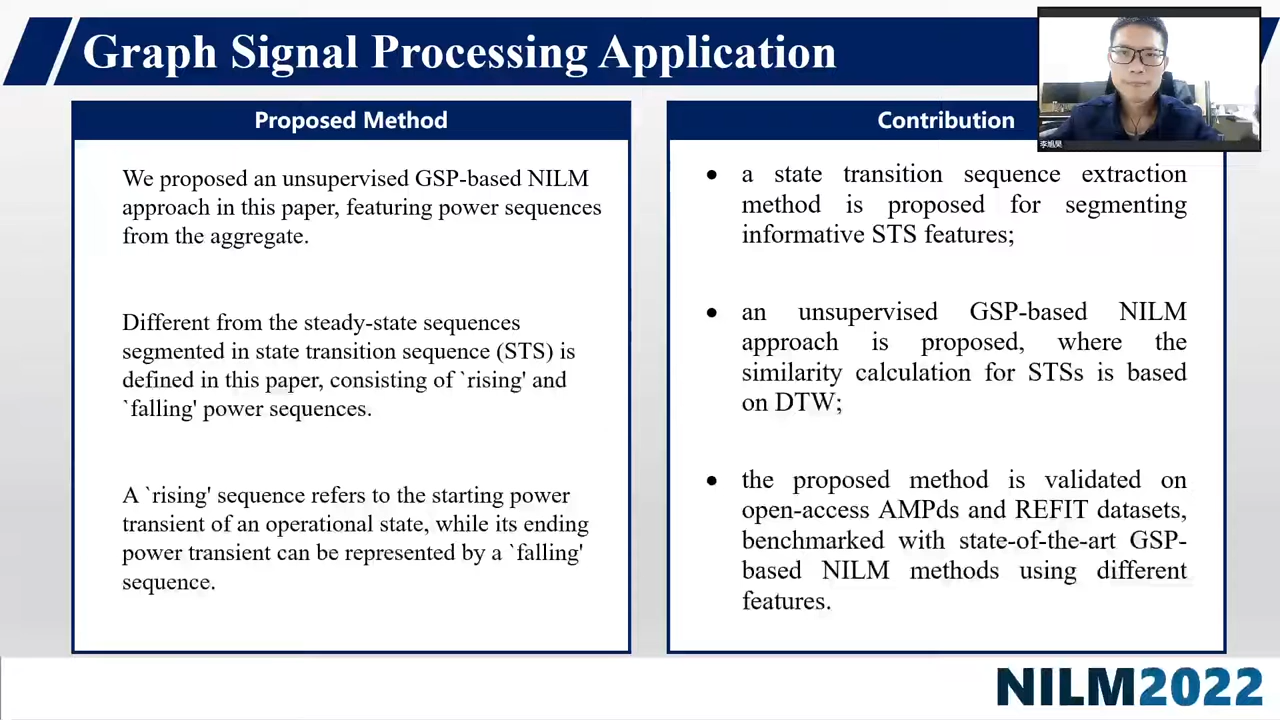 Graph Signal Processing Application
李旭昊
Proposed Method
We proposed an unsupervised GSP-based NILM
approach in this paper, featuring power sequences
from the aggregate.
Different from the steady-state sequences
segmented in state transition sequence (STS) is
defined in this paper, consisting of `rising' and
`falling' power sequences.
A `rising' sequence refers to the starting power
transient of an operational state, while its ending
power transient can be represented by a `falling'
sequence.
Contribution
• a state transition sequence extraction
method is proposed for segmenting
informative STS features;
• an unsupervised GSP-based NILM
approach is proposed, where the
similarity calculation for STSs is based
on DTW;
• the proposed method is validated on
open-access AMPds and REFIT datasets,
benchmarked with state-of-the-art GSP-
based NILM methods using different
features.
NILM2022